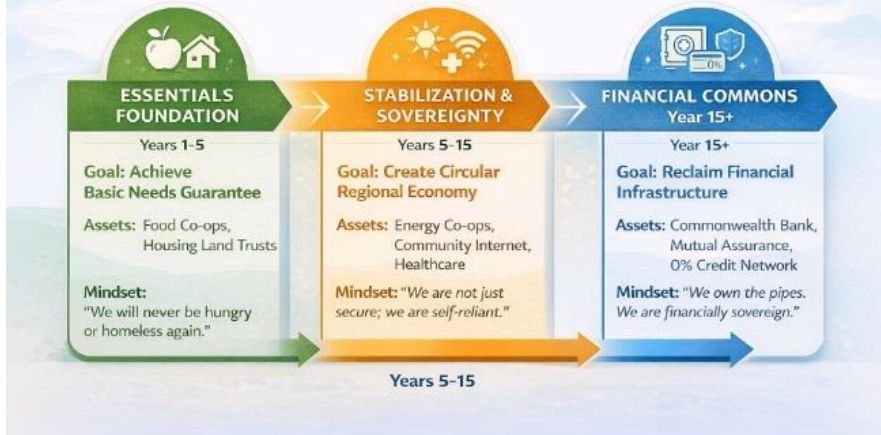 0%
ESSENTIALS
FOUNDATION
Years 1-5
Goal: Achieve
Basic Needs Guarantee
Assets: Food Co-ops,
Housing Land Trusts
Mindset:
"We will never be hungry
or homeless again."
STABILIZATION &
SOVEREIGNTY
Years 5-15
Goal: Create Circular
Regional Economy
Assets: Energy Co-ops,
Community Internet,
Healthcare
Mindset: "We are not just
secure; we are self-reliant."
FINANCIAL COMMONS
Year 15+
Year 15+
Goal: Reclaim Financial
Infrastructure
Assets: Commonwealth Bank,
Mutual Assurance,
0% Credit Network
Mindset: "We own the pipes.
We are financially sovereign."
Years 5-15